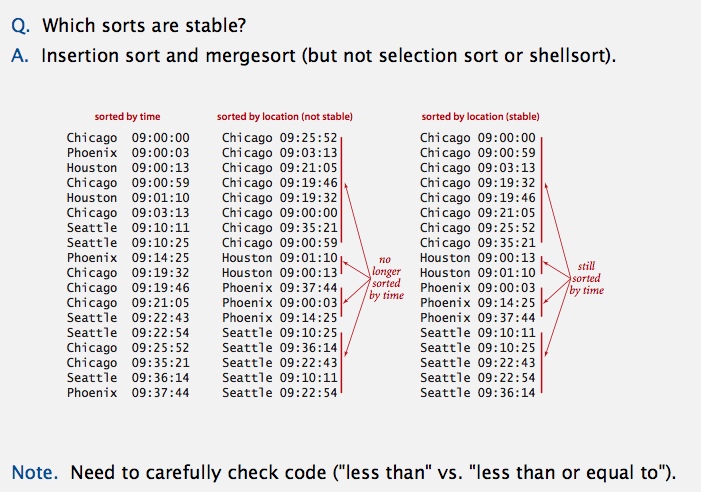 Q. Which sorts are stable?
A. Insertion sort and mergesort (but not selection sort or shellsort).
sorted by time
Chicago 09:00:00
Phoenix 09:00:03
Houston 09:00:13
Chicago 09:00:59
Houston 09:01:10
Chicago 09:03:13
Seattle 09:10:11
Seattle 09:10:25
Phoenix 09:14:25
Chicago 09:19:32
Chicago 09:19:46
Chicago 09:21:05
Seattle 09:22:43
Seattle 09:22:54
Chicago 09:25:52
Chicago 09:35:21
Seattle 09:36:14
Phoenix 09:37:44
sorted by location (not stable)
Chicago 09:25:52
Chicago 09:03:13
Chicago 09:21:05
Chicago 09:19:46
Chicago 09:19:32
Chicago 09:00:00
Chicago 09:35:21
Chicago 09:00:59
Houston 09:01:10
Houston 09:00:13
Phoenix 09:37:44
Phoenix 09:00:03
Phoenix 09:14:25
Seattle 09:10:25
Seattle 09:36:14
Seattle 09:22:43
Seattle 09:10:11
Seattle 09:22:54
no
longer
sorted
by time
sorted by location (stable)
Chicago 09:00:00
Chicago 09:00:59
Chicago 09:03:13
Chicago 09:19:32
Chicago 09:19:46
Chicago 09:21:05
Chicago 09:25:52
Chicago 09:35:21
Houston 09:00:13
Houston 09:01:10
Phoenix 09:00:03
Phoenix 09:14:25
Phoenix 09:37:44
Seattle 09:10:11
Seattle 09:10:25
Seattle 09:22:43
Seattle 09:22:54
Seattle 09:36:14
still
sorted
by time
Note. Need to carefully check code ("less than" vs. "less than or equal to").